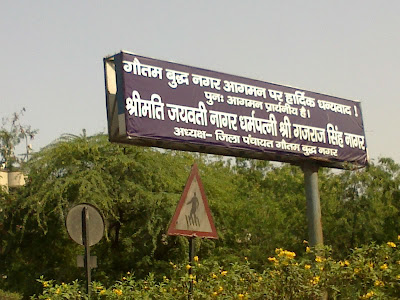 गौतम बुद्ध नगर आगमन पर हार्दिक धन्यवाद !
पुनः आगमन प्रार्थनीय है।
श्रीमति जयवती नागर धर्मपत्नी श्री गजराज सिंह नागर
अध्यक्ष- जिला पंचायत गौतम बुद्ध नगर